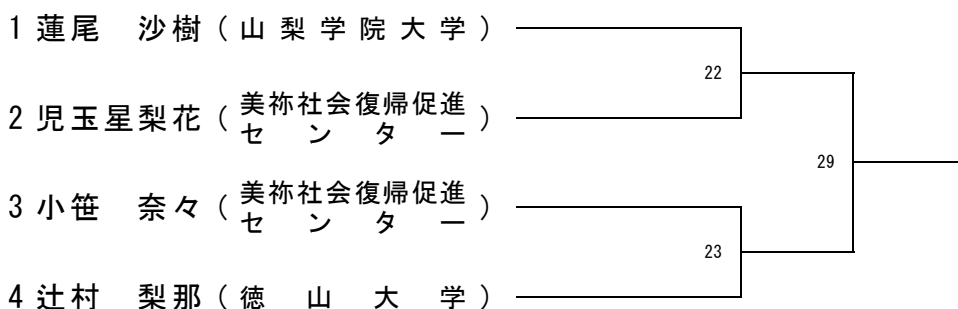 1 蓮尾 沙樹 ( 山梨学院大学 )
22
2 児玉星梨花 ( 美祢社会復帰促進
センター )
29
3 小笹 奈々 ( 美祢社会復帰促進
センター )
23
4 辻村 梨那 ( 徳山大学 )